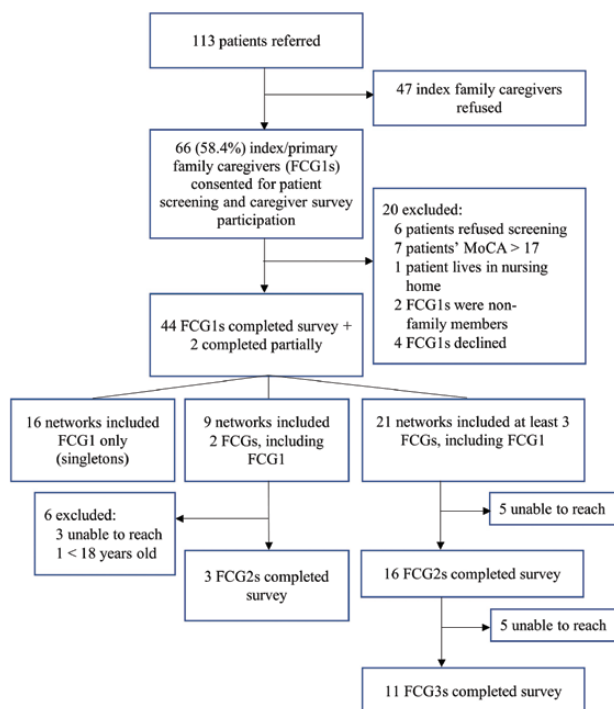 113 patients referred
47 index family caregivers
refused
66 (58.4%) index/primary
family caregivers (FCG1s)
consented for patient
screening and caregiver survey
participation
20 excluded:
6 patients refused screening
7 patients’ MoCA > 17
1 patient lives in nursing
home
2 FCG1s were non-
family members
4 FCG1s declined
44 FCG1s completed survey +
2 completed partially
16 networks included
FCG1 only
(singletons)
9 networks included
2 FCGs, including
FCG1
21 networks included at least 3
FCGs, including FCG1
6 excluded:
3 unable to reach
1 < 18 years old
5 unable to reach
3 FCG2s completed
survey
16 FCG2s completed survey
5 unable to reach
11 FCG3s completed survey